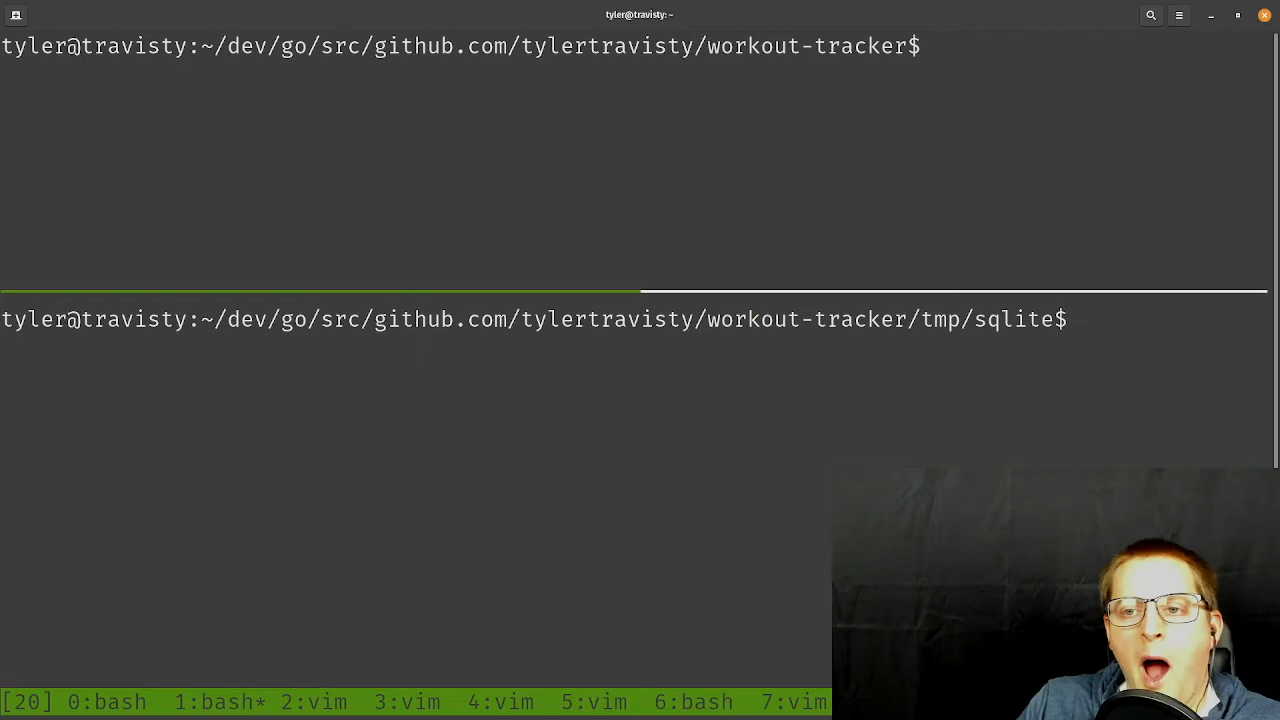 tyler@travisty: ~
tyler@travisty:~/dev/go/src/github.com/tylertravisty/workout-tracker$
tyler@travisty:~/dev/go/src/github.com/tylertravisty/workout-tracker/tmp/sqlite$
[20] 0:bash  1:bash* 2:vim  3:vim  4:vim  5:vim  6:bash  7:vim